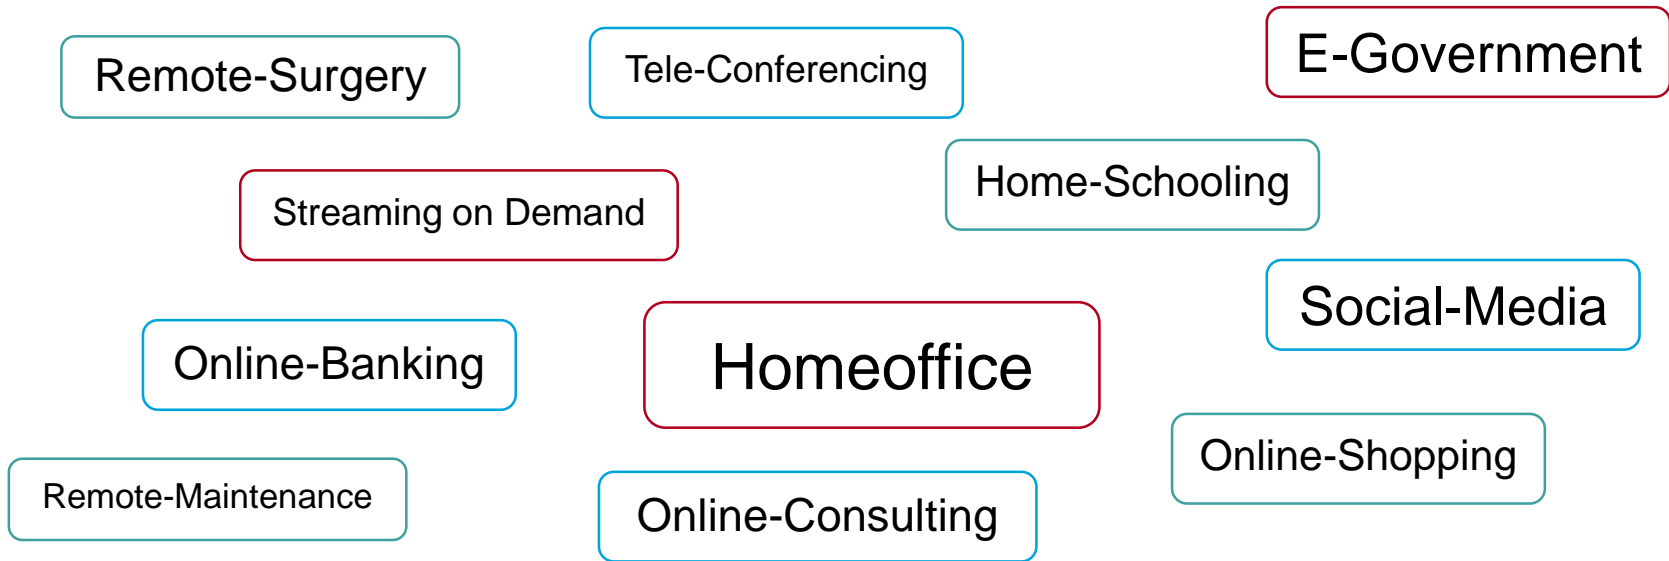 Remote-Surgery
Tele-Conferencing
E-Government
Streaming on Demand
Home-Schooling
Online-Banking
Homeoffice
Social-Media
Remote-Maintenance
Online-Consulting
Online-Shopping